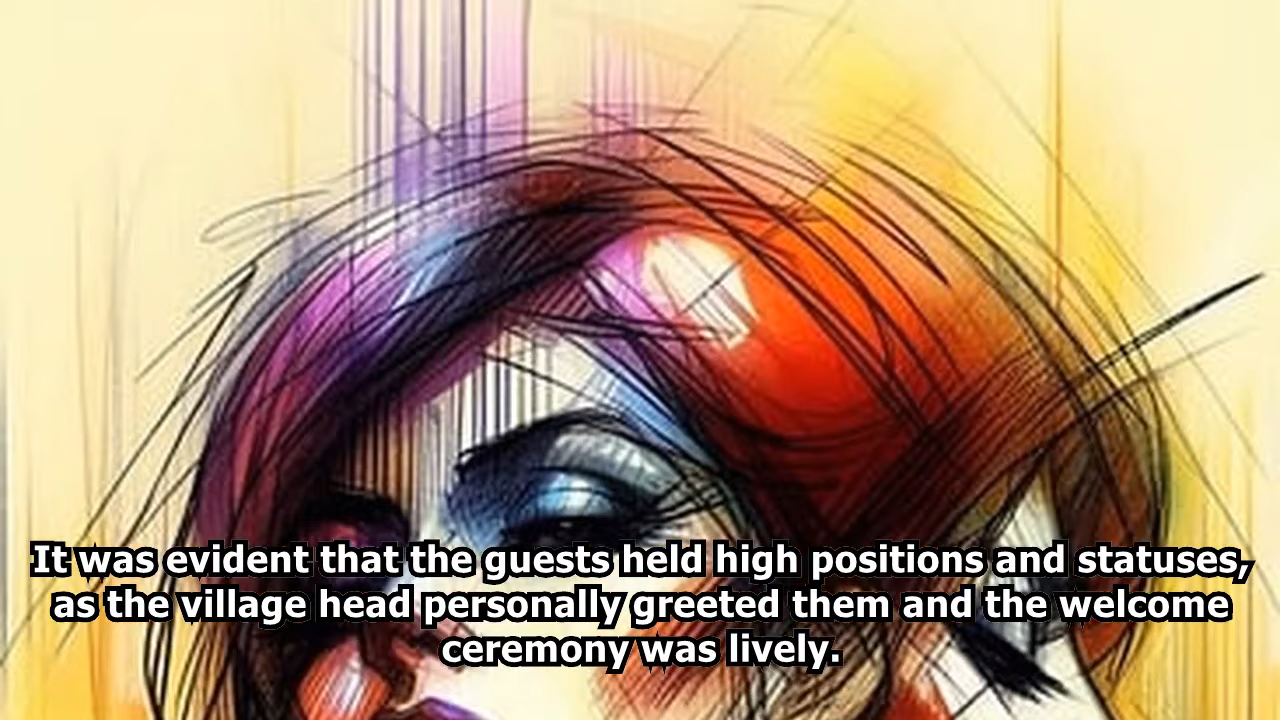 It was evident that the guests held high positions and statuses,
as the village head personally greeted them and the welcome
ceremony was lively.